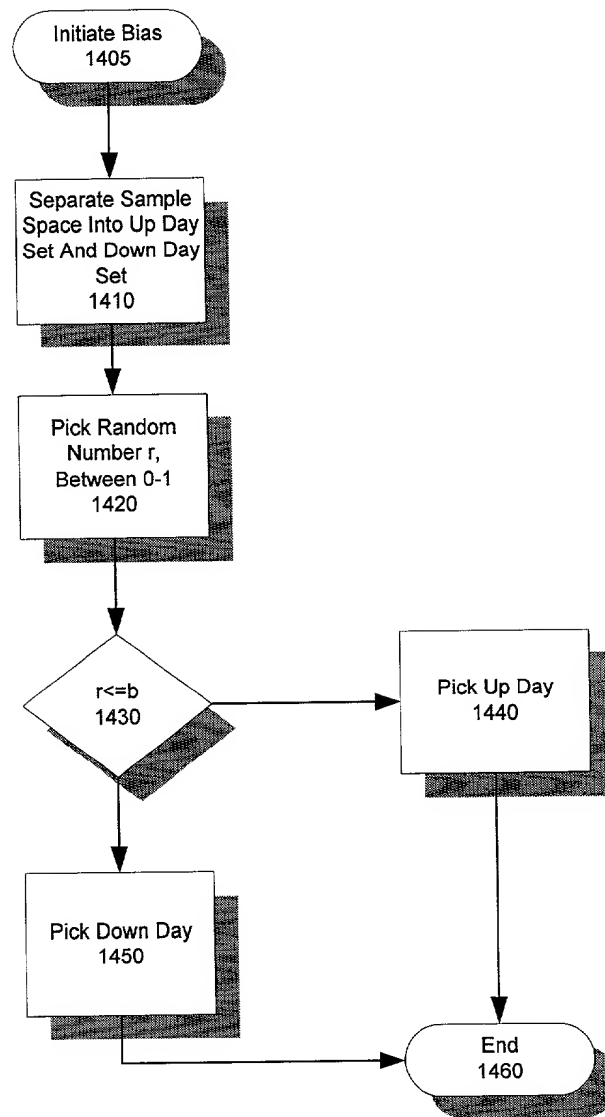 Initiate Bias
1405
Separate Sample
Space Into Up Day
Set And Down Day
Set
1410
Pick Random
Number r,
Between 0-1
1420
r<=b
1430
Pick Up Day
1440
Pick Down Day
1450
End
1460